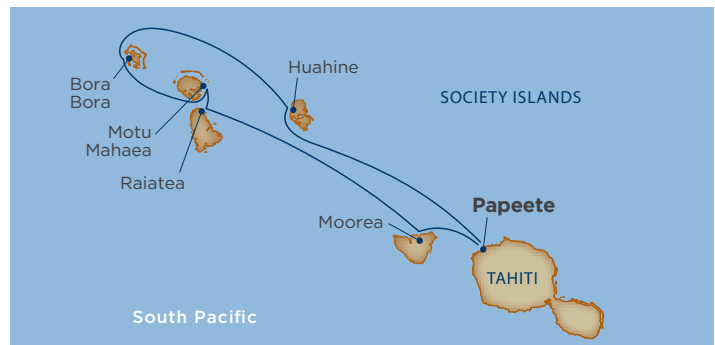 Huahine
Bora
Bora
SOCIETY ISLANDS
Motu
Mahaea
Raiatea
Papeete
Moorea
TAHITI
South Pacific